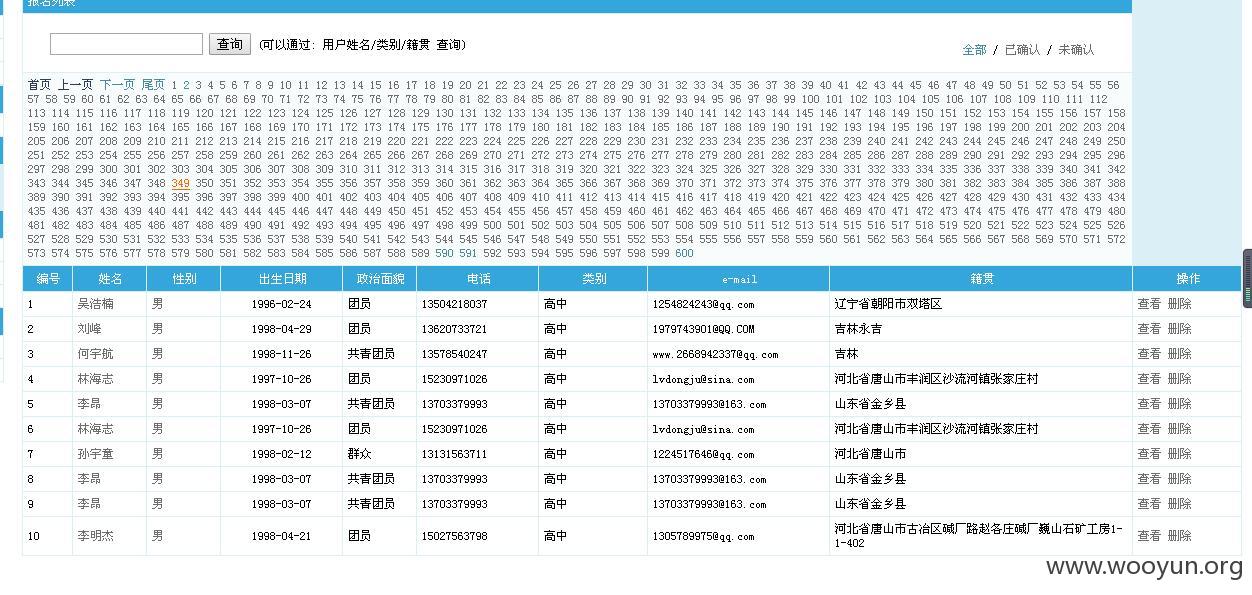 报名列表
查询 (可以通过: 用户姓名/类别/籍贯 查询)
全部 / 已确认 / 未确认
首页 上一页 下一页 尾页 1 2 3 4 5 6 7 8 9 10 11 12 13 14 15 16 17 18 19 20 21 22 23 24 25 26 27 28 29 30 31 32 33 34 35 36 37 38 39 40 41 42 43 44 45 46 47 48 49 50 51 52 53 54 55 56
57 58 59 60 61 62 63 64 65 66 67 68 69 70 71 72 73 74 75 76 77 78 79 80 81 82 83 84 85 86 87 88 89 90 91 92 93 94 95 96 97 98 99 100 101 102 103 104 105 106 107 108 109 110 111 112
113 114 115 116 117 118 119 120 121 122 123 124 125 126 127 128 129 130 131 132 133 134 135 136 137 138 139 140 141 142 143 144 145 146 147 148 149 150 151 152 153 154 155 156 157 158
159 160 161 162 163 164 165 166 167 168 169 170 171 172 173 174 175 176 177 178 179 180 181 182 183 184 185 186 187 188 189 190 191 192 193 194 195 196 197 198 199 200 201 202 203 204
205 206 207 208 209 210 211 212 213 214 215 216 217 218 219 220 221 222 223 224 225 226 227 228 229 230 231 232 233 234 235 236 237 238 239 240 241 242 243 244 245 246 247 248 249 250
251 252 253 254 255 256 257 258 259 260 261 262 263 264 265 266 267 268 269 270 271 272 273 274 275 276 277 278 279 280 281 282 283 284 285 286 287 288 289 290 291 292 293 294 295 296
297 298 299 300 301 302 303 304 305 306 307 308 309 310 311 312 313 314 315 316 317 318 319 320 321 322 323 324 325 326 327 328 329 330 331 332 333 334 335 336 337 338 339 340 341 342
343 344 345 346 347 348 349 350 351 352 353 354 355 356 357 358 359 360 361 362 363 364 365 366 367 368 369 370 371 372 373 374 375 376 377 378 379 380 381 382 383 384 385 386 387 388
389 390 391 392 393 394 395 396 397 398 399 400 401 402 403 404 405 406 407 408 409 410 411 412 413 414 415 416 417 418 419 420 421 422 423 424 425 426 427 428 429 430 431 432 433 434
435 436 437 438 439 440 441 442 443 444 445 446 447 448 449 450 451 452 453 454 455 456 457 458 459 460 461 462 463 464 465 466 467 468 469 470 471 472 473 474 475 476 477 478 479 480
481 482 483 484 485 486 487 488 489 490 491 492 493 494 495 496 497 498 499 500 501 502 503 504 505 506 507 508 509 510 511 512 513 514 515 516 517 518 519 520 521 522 523 524 525 526
527 528 529 530 531 532 533 534 535 536 537 538 539 540 541 542 543 544 545 546 547 548 549 550 551 552 553 554 555 556 557 558 559 560 561 562 563 564 565 566 567 568 569 570 571 572
573 574 575 576 577 578 579 580 581 582 583 584 585 586 587 588 589 590 591 592 593 594 595 596 597 598 599 600
编号 姓名 性别 出生日期 政治面貌 电话 类别 e-mail 籍贯 操作
1 吴浩楠 男 1996-02-24 团员 13504218037 高中 1254824243@qq.com 辽宁省朝阳市双塔区 查看 删除
2 刘峰 男 1998-04-29 团员 13620733721 高中 1979743901@QQ.COM 吉林永吉 查看 删除
3 何宇航 男 1998-11-26 共青团员 13578540247 高中 www.2668942337@qq.com 吉林 查看 删除
4 林海志 男 1997-10-26 团员 15230971026 高中 lvdongju@sina.com 河北省唐山市丰润区沙流河镇张家庄村 查看 删除
5 李昂 男 1998-03-07 共青团员 13703379993 高中 13703379993@163.com 山东省金乡县 查看 删除
6 林海志 男 1997-10-26 团员 15230971026 高中 lvdongju@sina.com 河北省唐山市丰润区沙流河镇张家庄村 查看 删除
7 孙宇童 男 1998-02-12 群众 13131563711 高中 1224517646@qq.com 河北省唐山市 查看 删除
8 李昂 男 1998-03-07 共青团员 13703379993 高中 13703379993@163.com 山东省金乡县 查看 删除
9 李昂 男 1998-03-07 共青团员 13703379993 高中 13703379993@163.com 山东省金乡县 查看 删除
10 李明杰 男 1998-04-21 团员 15027563798 高中 1305789975@qq.com 河北省唐山市古冶区碱厂路赵各庄碱厂巍山石矿工房1-
1-402 查看 删除
www.wooyun.org